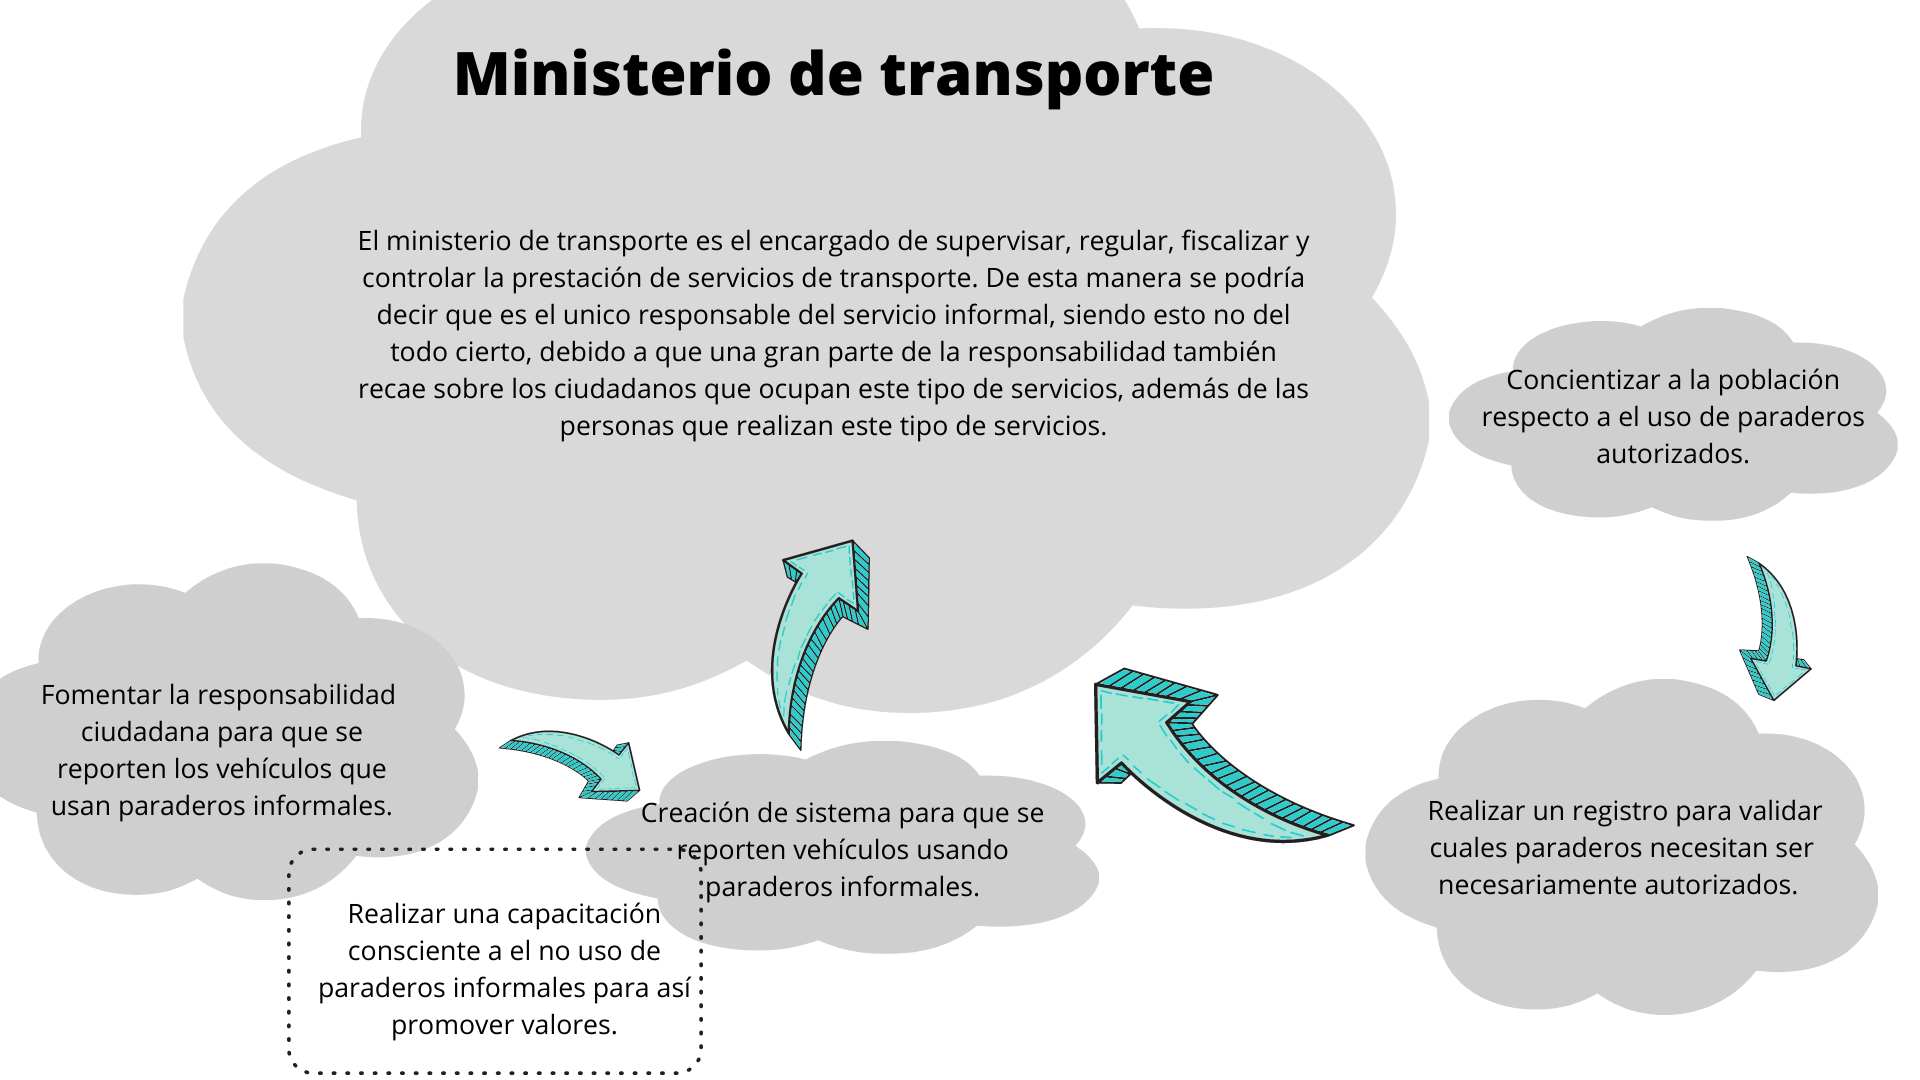 Ministerio de transporte
El ministerio de transporte es el encargado de supervisar, regular, fiscalizar y
controlar la prestación de servicios de transporte. De esta manera se podría
decir que es el unico responsable del servicio informal, siendo esto no del
todo cierto, debido a que una gran parte de la responsabilidad también
recae sobre los ciudadanos que ocupan este tipo de servicios, además de las
personas que realizan este tipo de servicios.
Concientizar a la población
respecto a el uso de paraderos
autorizados.
Fomentar la responsabilidad
ciudadana para que se
reporten los vehículos que
usan paraderos informales.
Creación de sistema para que se
reporten vehículos usando
paraderos informales.
Realizar un registro para validar
cuales paraderos necesitan ser
necesariamente autorizados.
Realizar una capacitación
consciente a el no uso de
paraderos informales para así
promover valores.